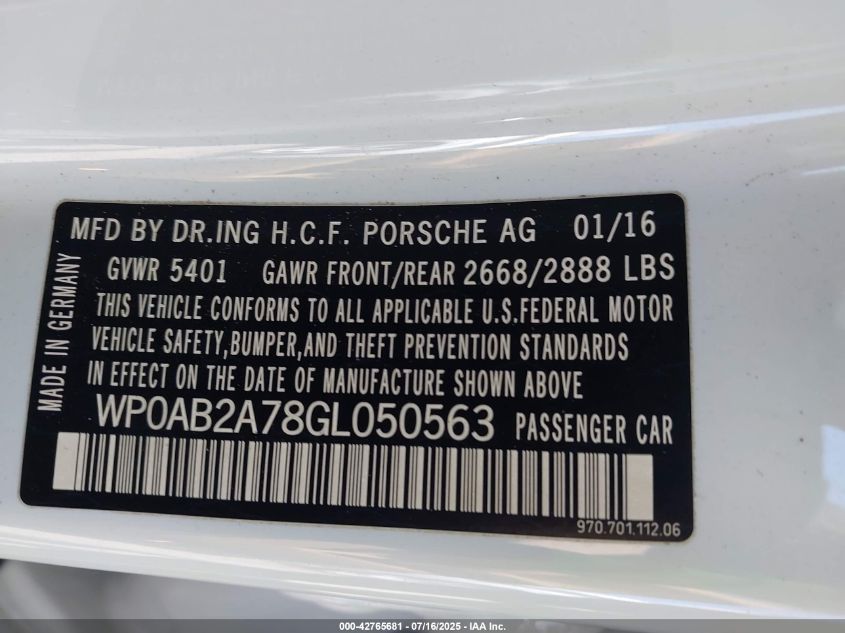 MFD BY DR.ING H.C.F. PORSCHE AG 01/16
GVWR 5401 GAWR FRONT/REAR 2668/2888 LBS
THIS VEHICLE CONFORMS TO ALL APPLICABLE U.S.FEDERAL MOTOR
VEHICLE SAFETY,BUMPER,AND THEFT PREVENTION STANDARDS
IN EFFECT ON THE DATE OF MANUFACTURE SHOWN ABOVE
WP0AB2A78GL050563 PASSENGER CAR
970.701.112.06
MADE IN GERMANY
000-42765681 / 07/16/2025 - IAA Inc.